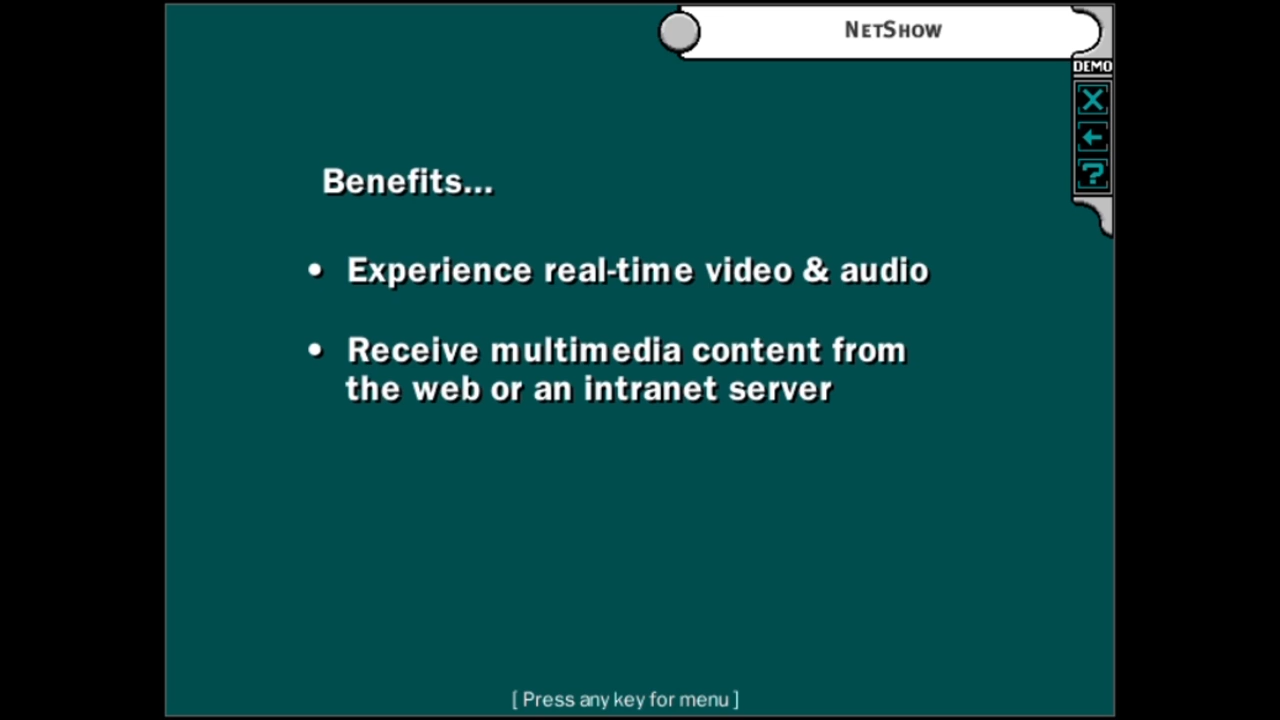 NETSHOW
DEMO
Benefits...
• Experience real-time video & audio
• Receive multimedia content from
the web or an intranet server
[ Press any key for menu ]